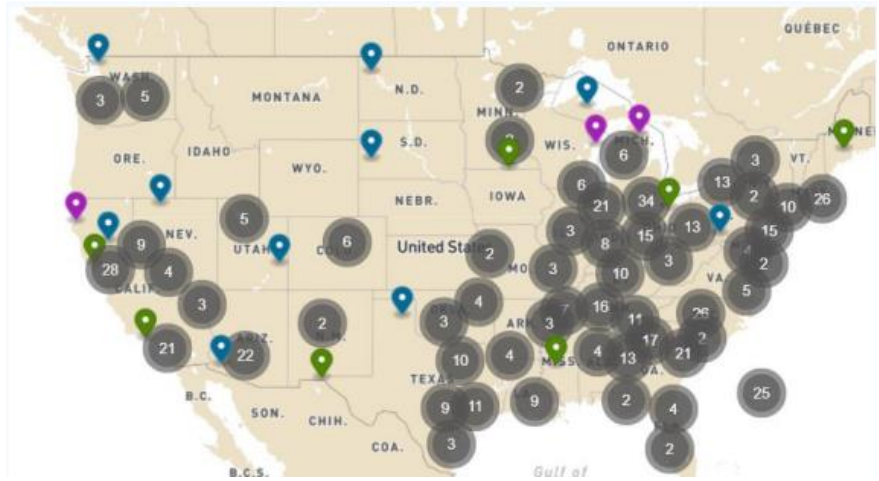 QUÉBEC
ONTARIO
WASH.
3
5
MONTANA
N.D.
2
MINN.
ORE.
IDAHO
S.D.
WIS.
MICH.
6
3
VT.
WYO.
13
2
26
10
NEBR.
IOWA
6
21
34
5
NEV.
9
UTAH
6
United States
2
3
8
15
13
15
28
4
MO
3
10
3
VA.
2
5
CALIF
3
4
16
26
2
3
ARK
3
7
11
17
21
ARIZ.
22
N.M.
10
4
MISS.
4
13
GA.
21
TEXAS
25
B.C.
SON.
CHIH.
9
11
9
2
4
COA.
3
2
B.C.S.
Gulf of